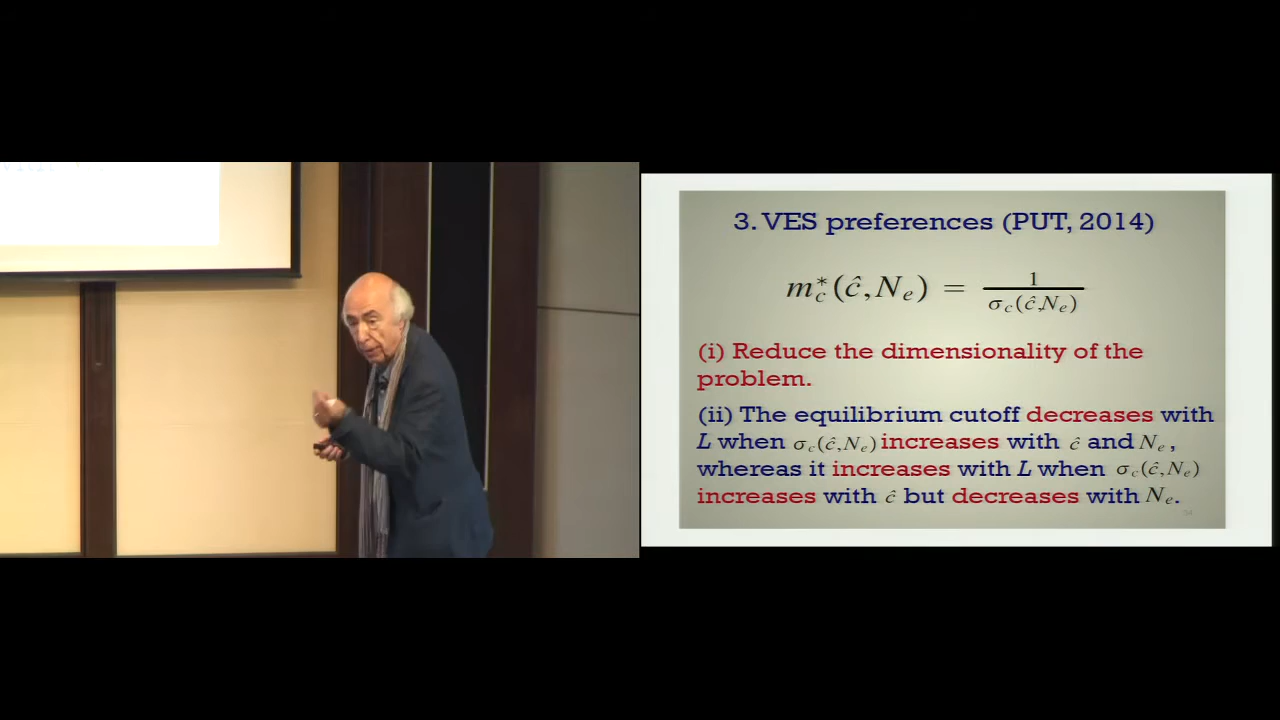 3. VES preferences (PUT, 2014)
m*c(ĉ,Nₑ) = 1/σc(ĉ,Nₑ)
(i) Reduce the dimensionality of the
problem.
(ii) The equilibrium cutoff decreases with
L when σc(ĉ,Nₑ) increases with ĉ and Nₑ,
whereas it increases with L when σc(ĉ,Nₑ)
increases with ĉ but decreases with Nₑ.